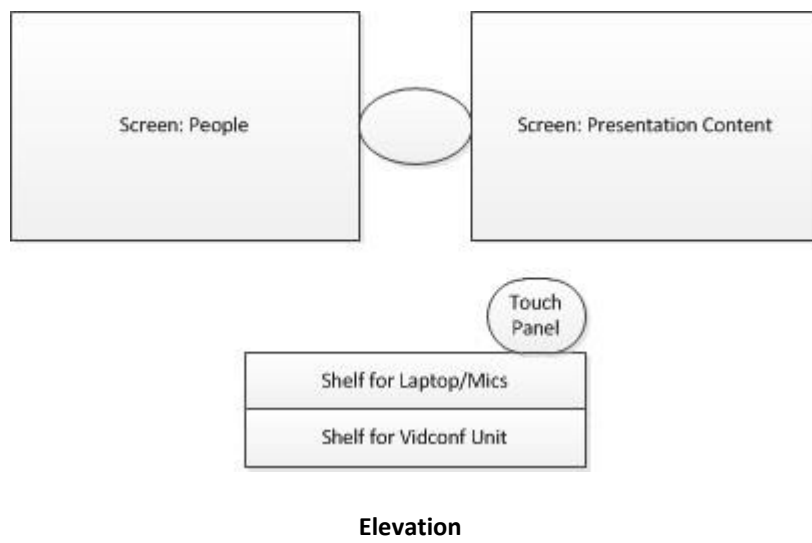 Screen: People
Screen: Presentation Content
Touch
Panel
Shelf for Laptop/Mics
Shelf for Vidconf Unit
Elevation